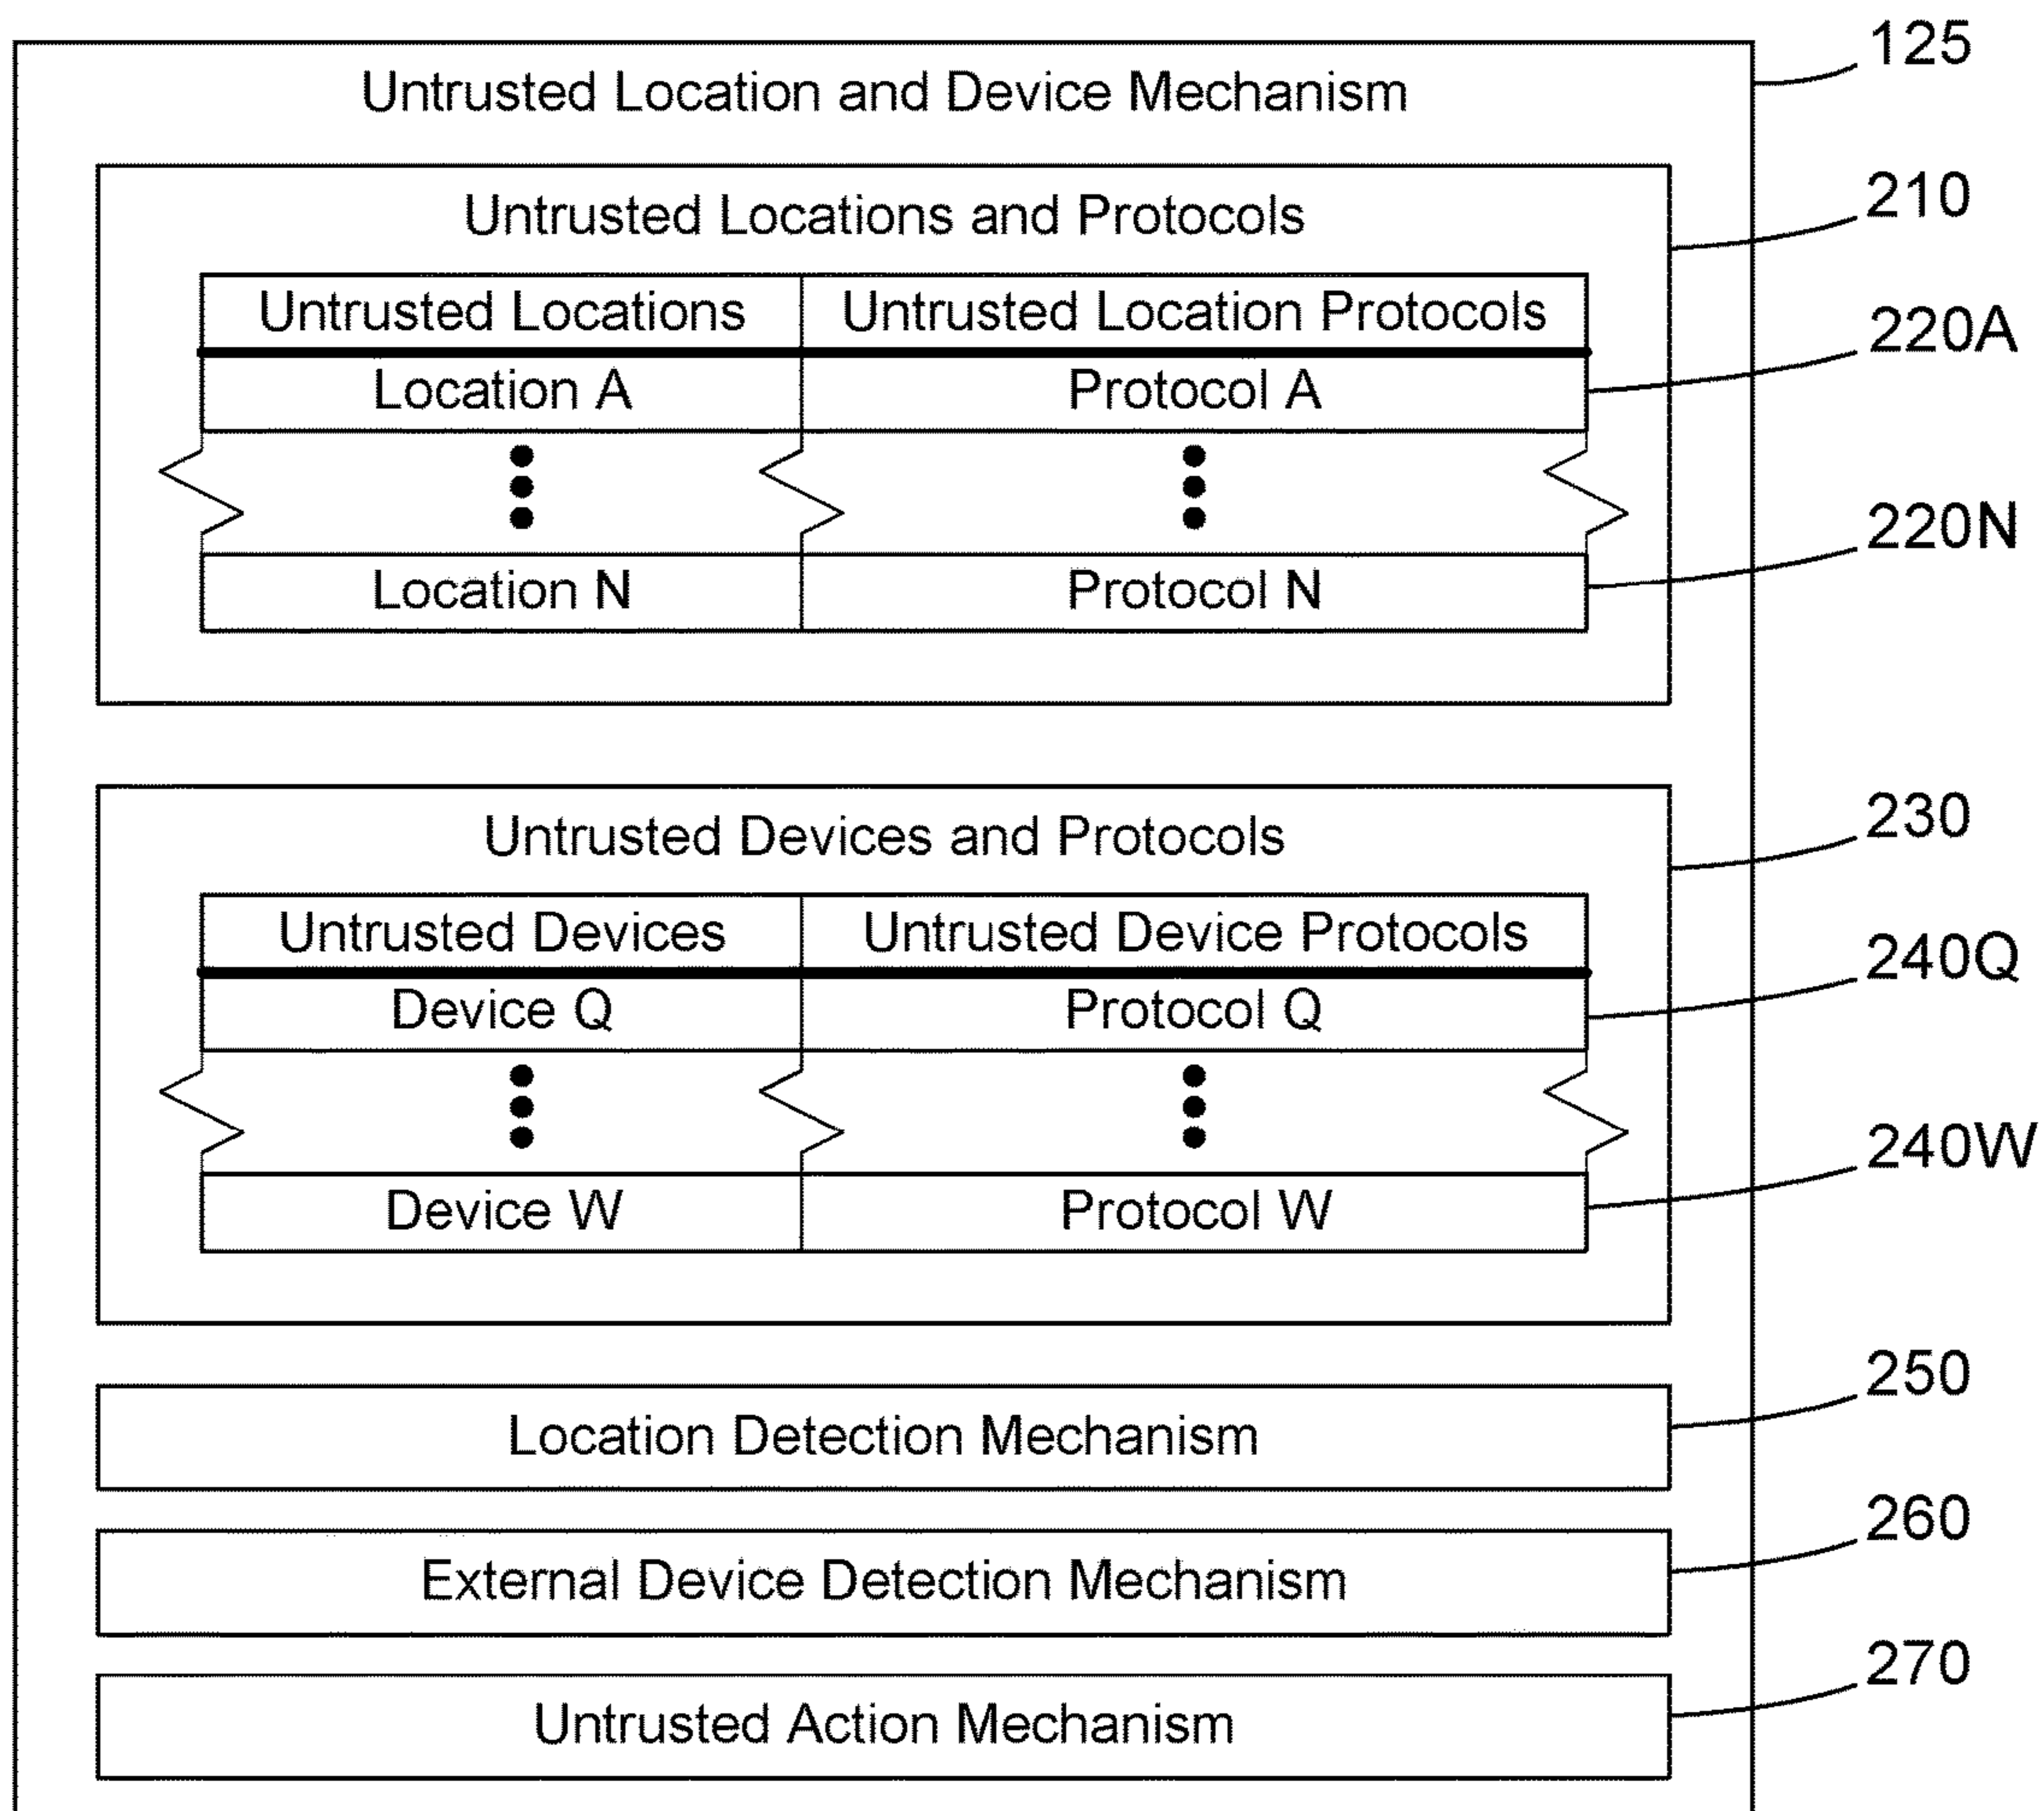 125
Untrusted Location and Device Mechanism
210
Untrusted Locations and Protocols
Untrusted Locations Untrusted Location Protocols
220A
Location A Protocol A
220N
Location N Protocol N
230
Untrusted Devices and Protocols
Untrusted Devices Untrusted Device Protocols
240Q
Device Q Protocol Q
240W
Device W Protocol W
250
Location Detection Mechanism
260
External Device Detection Mechanism
270
Untrusted Action Mechanism